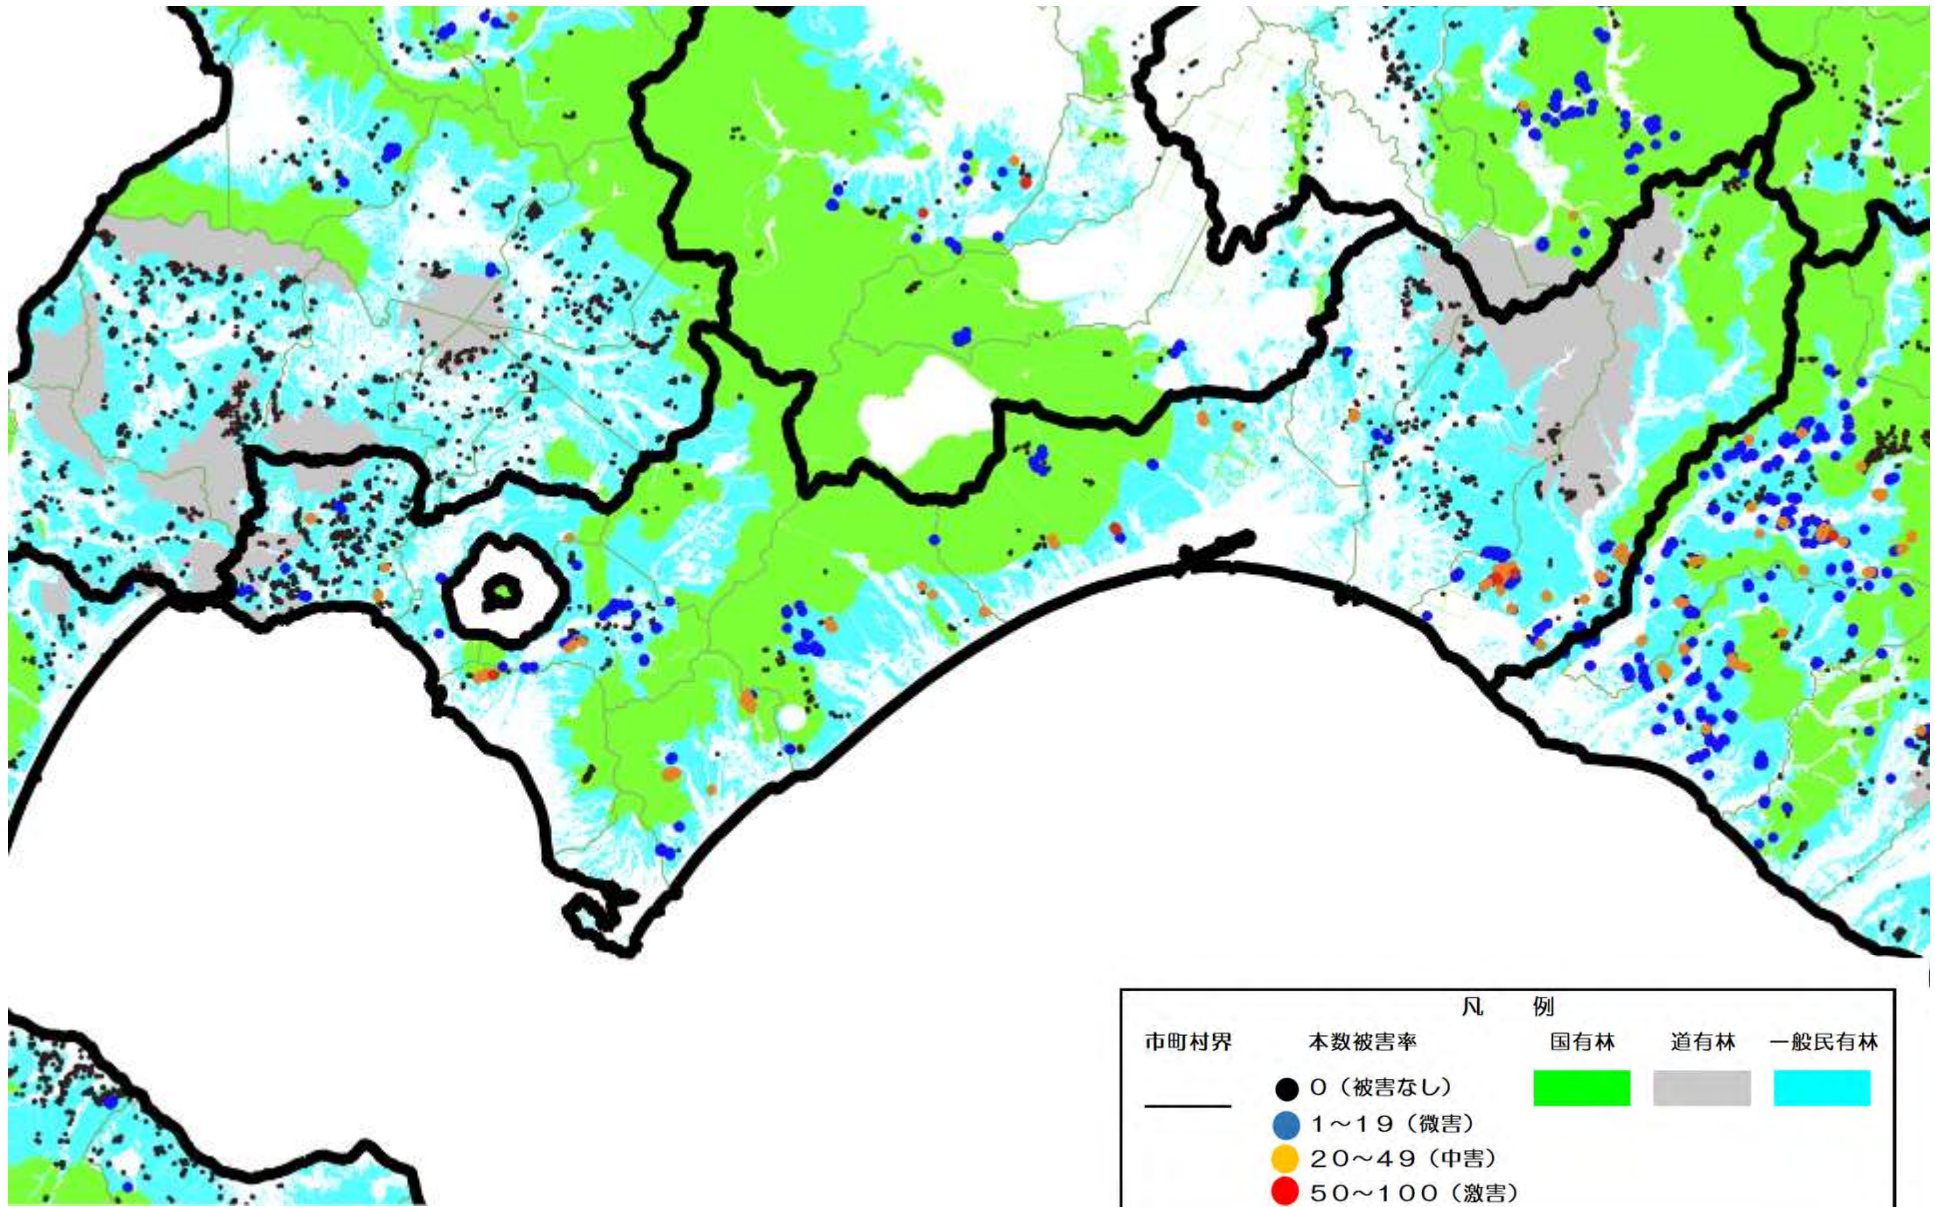 凡 例
市町村界 本数被害率 国有林 道有林 一般民有林
0（被害なし）
1～19（微害）
20～49（中害）
50～100（激害）